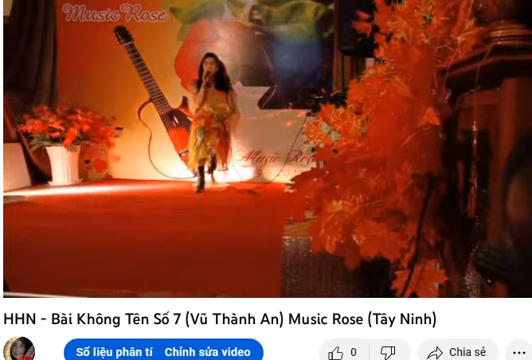 Music Rose
Music Rose
HHN - Bài Không Tên Số 7 (Vũ Thành An) Music Rose (Tây Ninh)
Số liệu phân tí Chỉnh sửa video 0 Chia sẻ